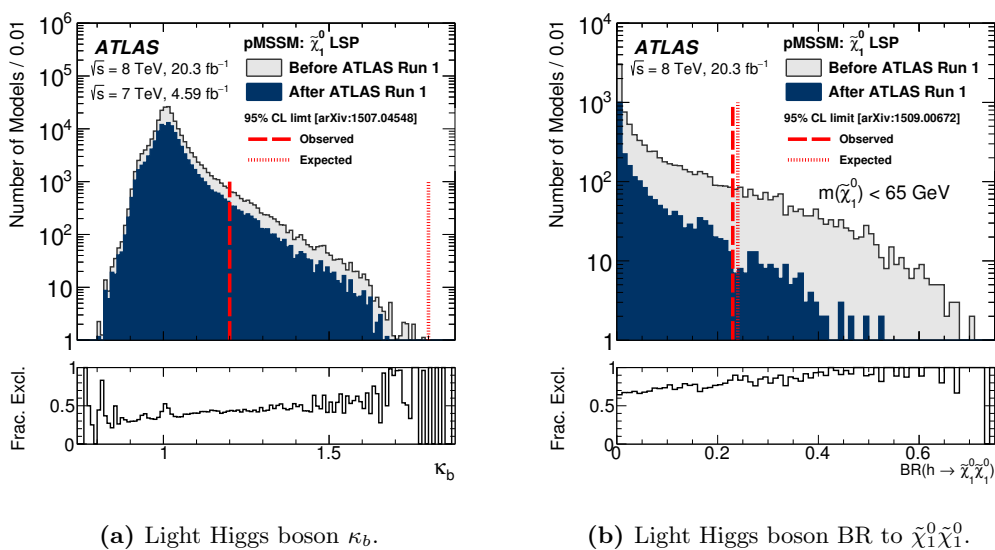 ATLAS
√s = 8 TeV, 20.3 fb⁻¹
√s = 7 TeV, 4.59 fb⁻¹
pMSSM: χ̃₁⁰ LSP
Before ATLAS Run 1
After ATLAS Run 1
95% CL limt [arXiv:1507.04548]
Observed
Expected
Number of Models / 0.01
10⁶
10⁵
10⁴
10³
10²
10
1
Frac. Excl.
1
0.5
0
1
1.5
κ_b
(a) Light Higgs boson κ_b.
ATLAS
√s = 8 TeV, 20.3 fb⁻¹
pMSSM: χ̃₁⁰ LSP
Before ATLAS Run 1
After ATLAS Run 1
95% CL limit [arXiv:1509.00672]
Observed
Expected
m(χ̃₁⁰) < 65 GeV
Number of Models / 0.01
10⁴
10³
10²
10
1
Frac. Excl.
1
0.5
0
0
0.2
0.4
0.6
BR(h → χ̃₁⁰χ̃₁⁰)
(b) Light Higgs boson BR to χ̃₁⁰χ̃₁⁰.